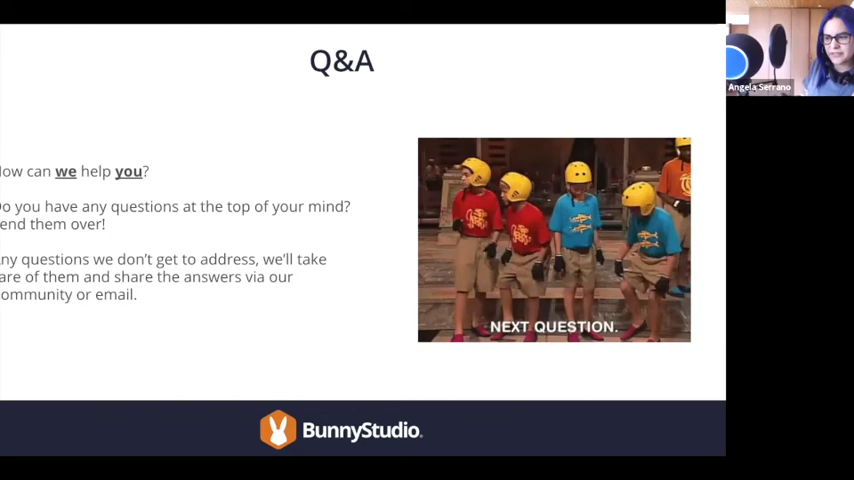 Q&A
Angela Serrano
ow can we help you?
o you have any questions at the top of your mind?
end them over!
ny questions we don't get to address, we'll take
are of them and share the answers via our
ommunity or email.
NEXT QUESTION.
BunnyStudio.